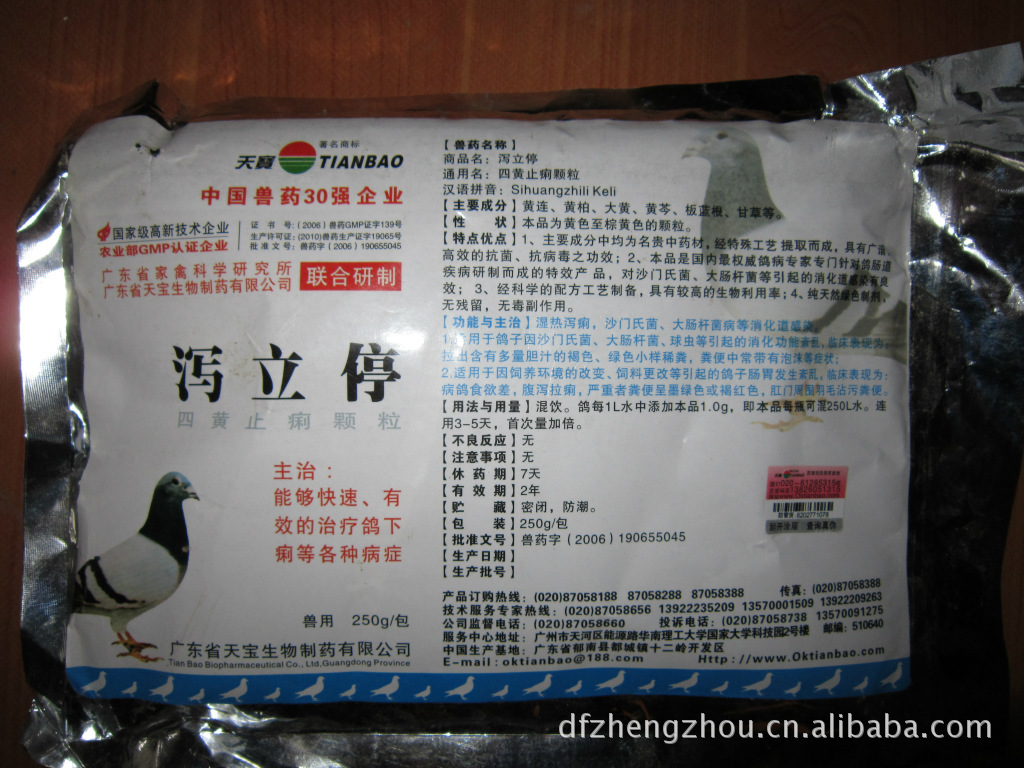 著名商标
天寶 TIANBAO
中国兽药30强企业
国家级高新技术企业
农业部GMP认证企业
证书号:(2006)兽药GMP证字139号
生产许可证:(2010)兽药生产证字19065号
批准文号:兽药字(2006)190655045
广东省家禽科学研究所
广东省天宝生物制药有限公司
联合研制
泻立停
四黄止痢颗粒
主治:
能够快速、有
效的治疗鸽下
痢等各种病症
兽用 250g/包
广东省天宝生物制药有限公司
Tian Bao Biopharmaceutical Co., Ltd,Guangdong Province
【兽药名称】
商品名:泻立停
通用名:四黄止痢颗粒
汉语拼音:Sihuangzhili Keli
【主要成分】黄连、黄柏、大黄、黄芩、板蓝根、甘草等。
【性 状】本品为黄色至棕黄色的颗粒。
【特点优点】1、主要成分中均为名贵中药材,经特殊工艺提取而成,具有广谱、
高效的抗菌、抗病毒之功效;2、本品是国内最权威鸽病专家专门针对鸽肠道
疾病研制而成的特效产品,对沙门氏菌、大肠杆菌等引起的消化道感染有良
效;3、经科学的配方工艺制备,具有较高的生物利用率;4、纯天然绿色制剂,
无残留,无毒副作用。
【功能与主治】湿热泻痢,沙门氏菌、大肠杆菌病等消化道感染。
1.适用于鸽子因沙门氏菌、大肠杆菌、球虫等引起的消化功能紊乱,临床表现为:
拉出含有多量胆汁的褐色、绿色小样稀粪,粪便中常带有泡沫等症状;
2.适用于因饲养环境的改变、饲料更改等引起的鸽子肠胃发生紊乱,临床表现为:
病鸽食欲差,腹泻拉痢,严重者粪便呈墨绿色或褐红色,肛门周围羽毛沾污粪便。
【用法与用量】混饮。鸽每1L水中添加本品1.0g,即本品每瓶可混250L水。连
用3-5天,首次量加倍。
【不良反应】无
【注意事项】无
【休药期】7天
【有效期】2年
【贮 藏】密闭,防潮。
【包 装】250g/包
【批准文号】兽药字(2006)190655045
【生产日期】
【生产批号】
产品订购热线:(020)87058188 87058288 87058388 传真:(020)87058388
技术服务专家热线:(020)87058656 13922235209 13570001509 13922209263
公司监督电话:(020)87058660 投诉电话:(020)87058738 13570091275
服务中心地址:广州市天河区能源路华南理工大学国家大学科技园2号楼 邮编:510640
中国生产基地:广东省郁南县都城镇十二岭开发区
E-mail:oktianbao@188.com Http://www.Oktianbao.com
刮开涂层 查询真伪
dfzhengzhou.cn.alibaba.com